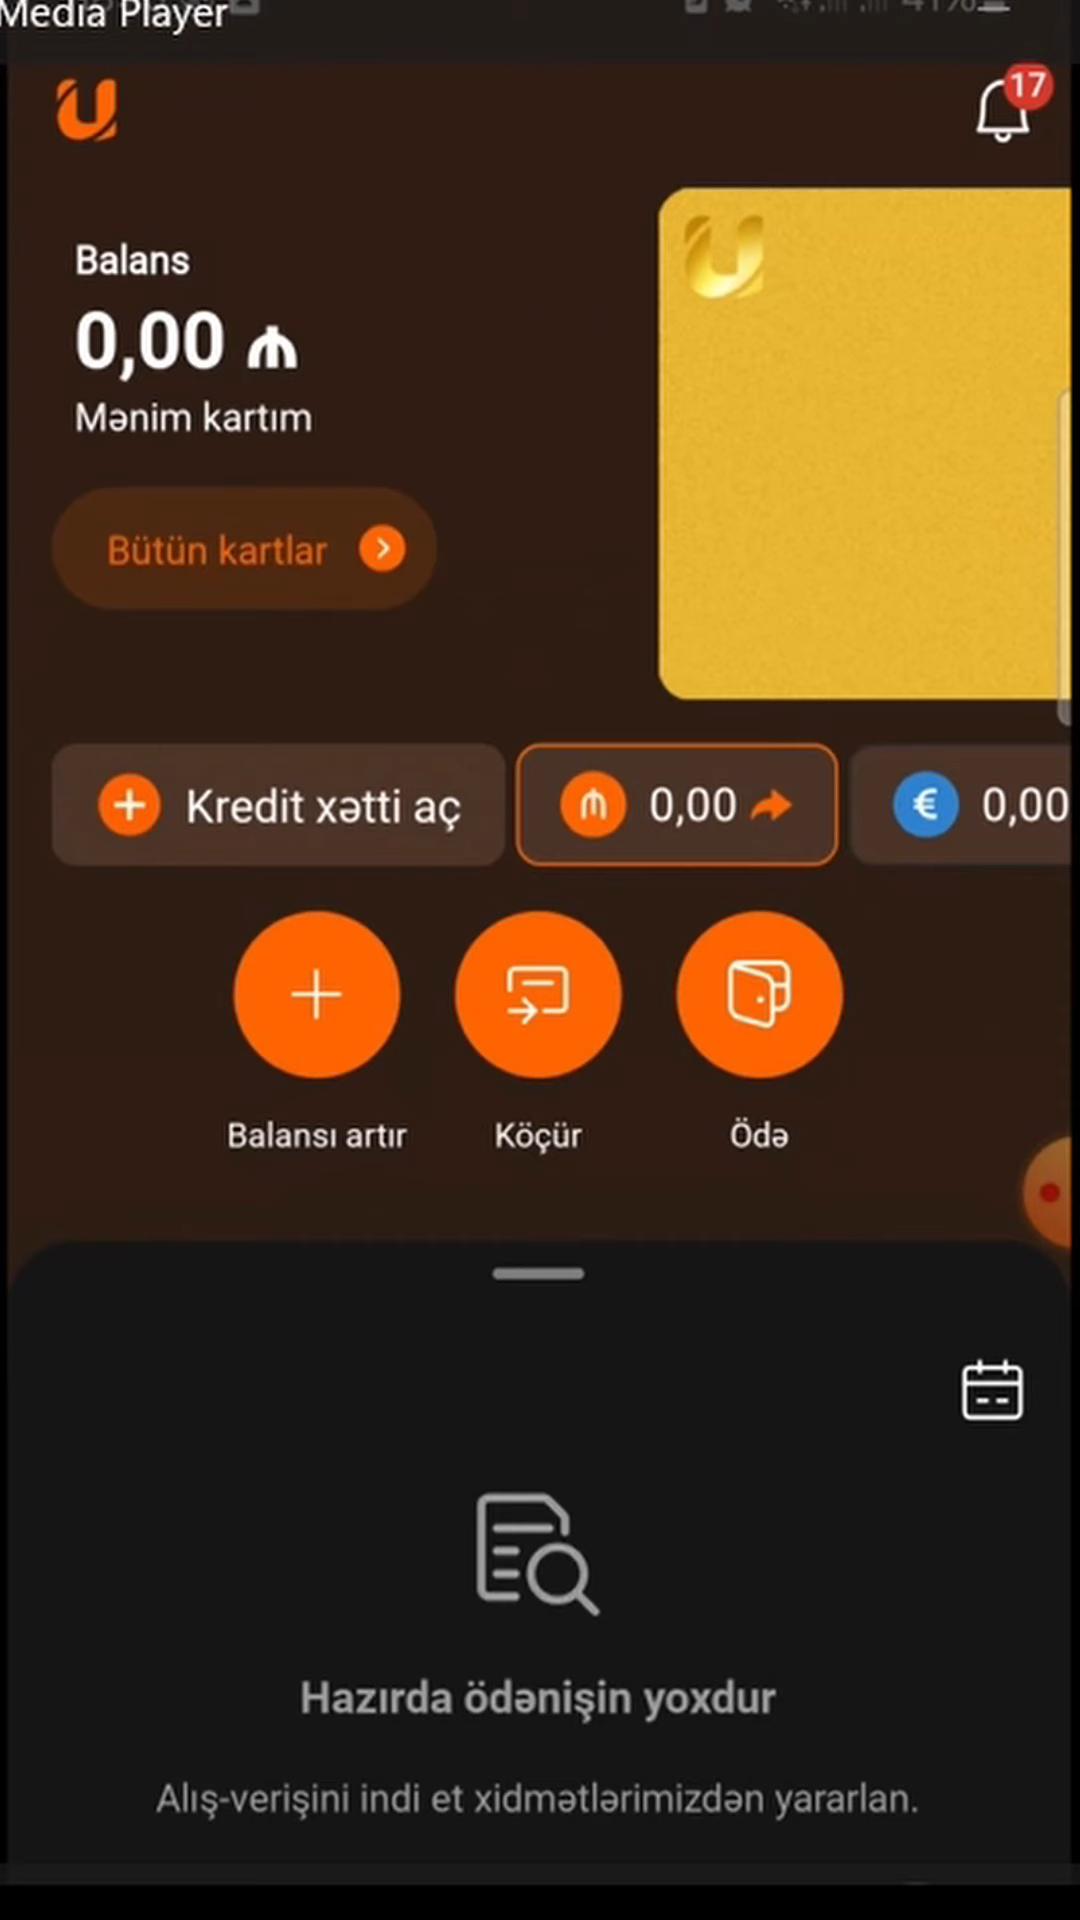 Media Player
17
Balans
0,00 ₼
Mənim kartım
Bütün kartlar
Kredit xətti aç
₼ 0,00
€ 0,00
Balansı artır
Köçür
Ödə
Hazırda ödənişin yoxdur
Alış-verişini indi et xidmətlərimizdən yararlan.